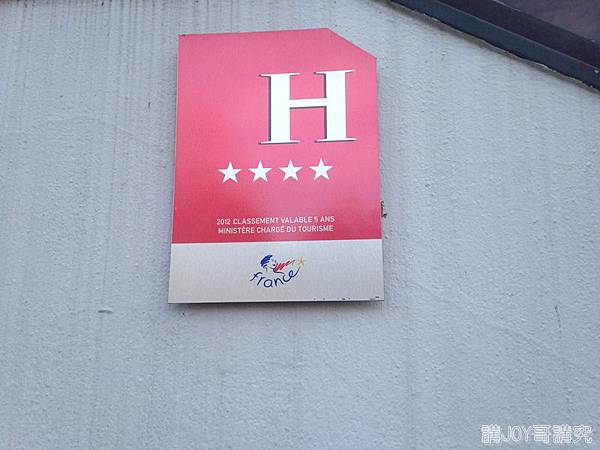 H
2012 CLASSEMENT VALABLE 5 ANS
MINISTÈRE CHARGÉ DU TOURISME
france
講JOY哥講究